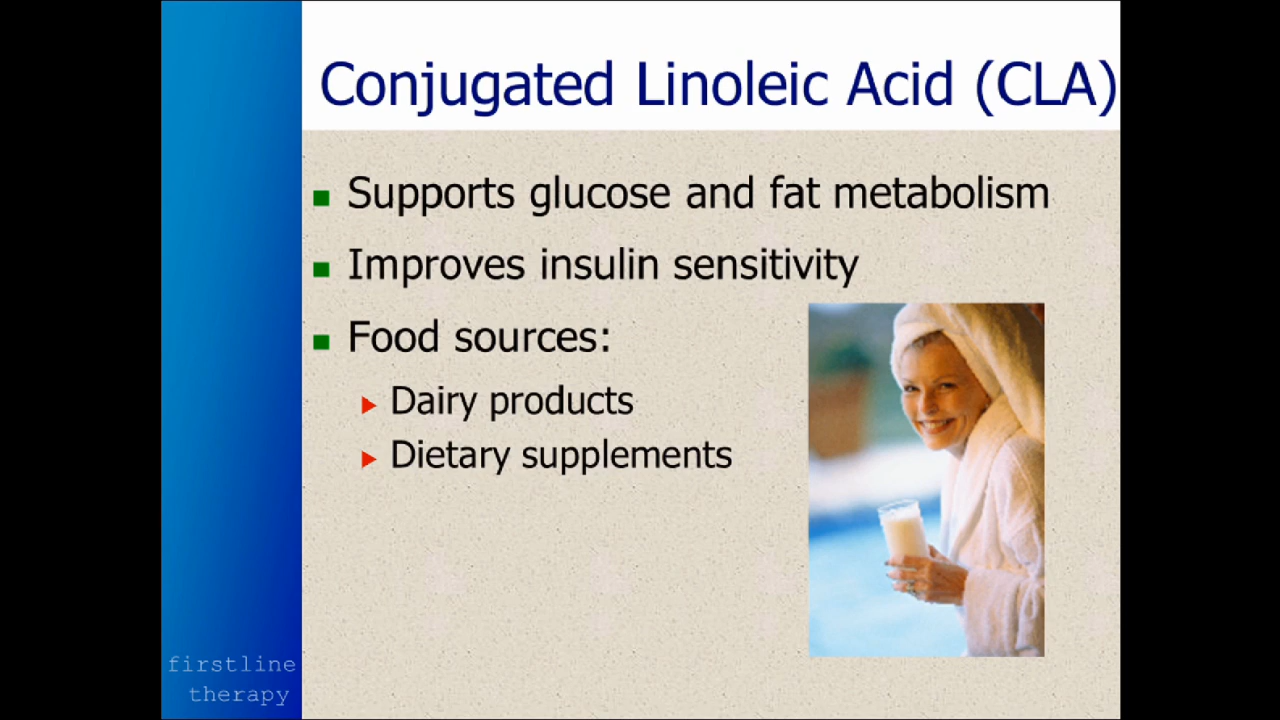 Conjugated Linoleic Acid (CLA)
Supports glucose and fat metabolism
Improves insulin sensitivity
Food sources:
Dairy products
Dietary supplements
firstline
therapy